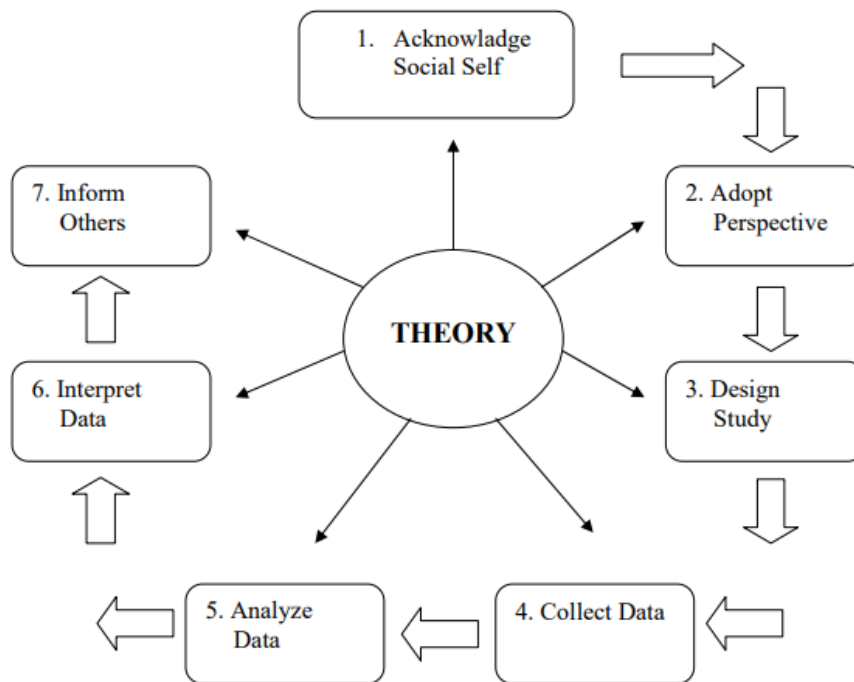 1. Acknowladge
Social Self
2. Adopt
Perspective
3. Design
Study
4. Collect Data
5. Analyze
Data
6. Interpret
Data
7. Inform
Others
THEORY